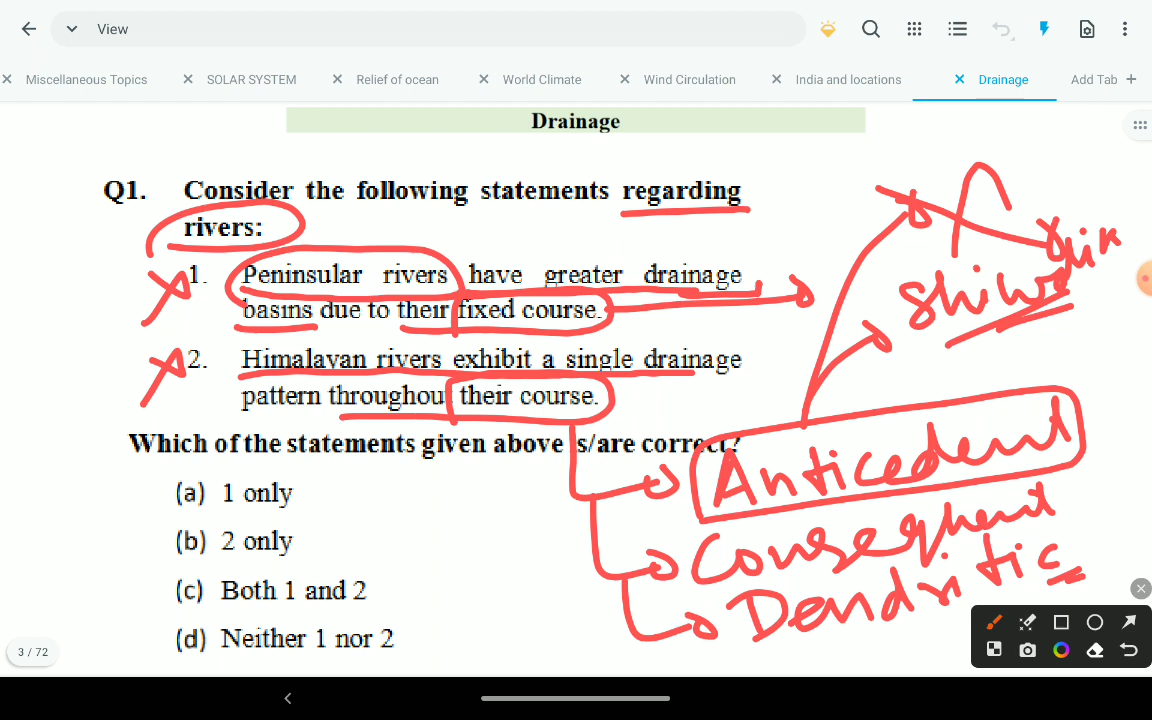 View
Miscellaneous Topics
SOLAR SYSTEM
Relief of ocean
World Climate
Wind Circulation
India and locations
Drainage
Add Tab +
Drainage
Q1. Consider the following statements regarding
rivers:
1. Peninsular rivers have greater drainage
basins due to their fixed course.
2. Himalayan rivers exhibit a single drainage
pattern throughout their course.
Which of the statements given above is/are correct?
(a) 1 only
(b) 2 only
(c) Both 1 and 2
(d) Neither 1 nor 2
Anticedent
Consequent
Dendritic
3 / 72